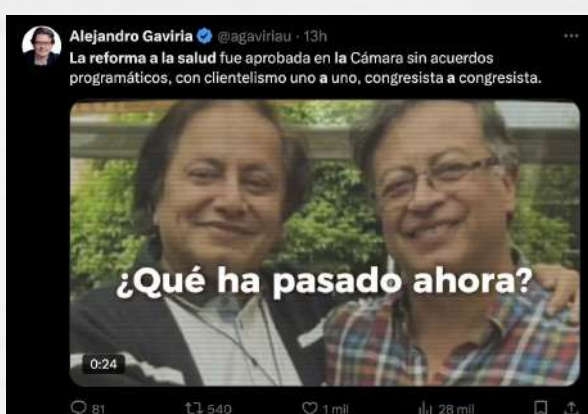 Alejandro Gaviria @agaviriau · 13h
La reforma a la salud fue aprobada en la Cámara sin acuerdos
programáticos, con clientelismo uno a uno, congresista a congresista.
¿Qué ha pasado ahora?
0:24
81 540 1 mil 28 mil